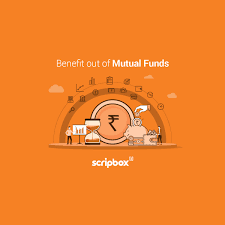 Benefit out of Mutual Funds
₹
scripbox